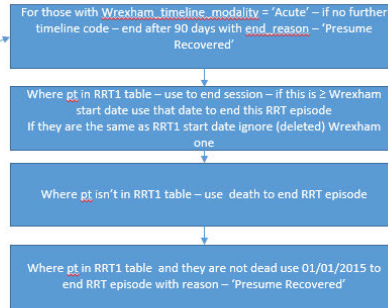 For those with Wrexham_timeline_modality = 'Acute' – if no further
timeline code – end after 90 days with end_reason – 'Presume
Recovered'
Where pt in RRT1 table – use to end session – if this is ≥ Wrexham
start date use that date to end this RRT episode
If they are the same as RRT1 start date ignore (deleted) Wrexham
one
Where pt isn't in RRT1 table – use death to end RRT episode
Where pt in RRT1 table and they are not dead use 01/01/2015 to
end RRT episode with reason – 'Presume Recovered'